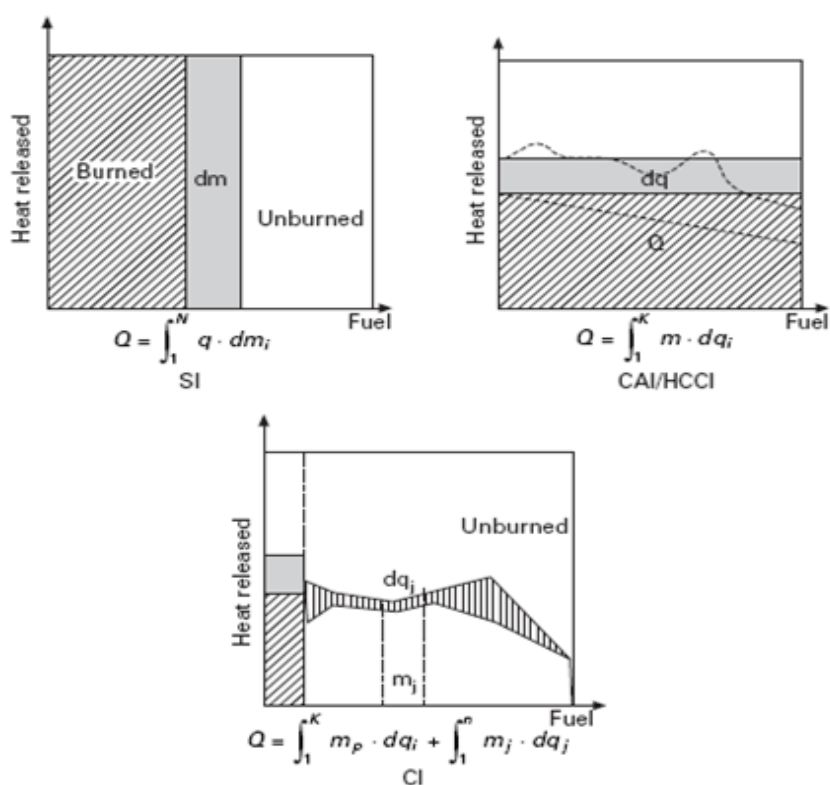 Heat released
Burned
dm
Unburned
Fuel
Q = ∫₁ᴺ q · dmᵢ
SI
Heat released
dq
Q
Fuel
Q = ∫₁ᴷ m · dqᵢ
CAI/HCCI
Heat released
Unburned
dqⱼ
mⱼ
Fuel
Q = ∫₁ᴷ mₚ · dqᵢ + ∫₁ⁿ mⱼ · dqⱼ
CI